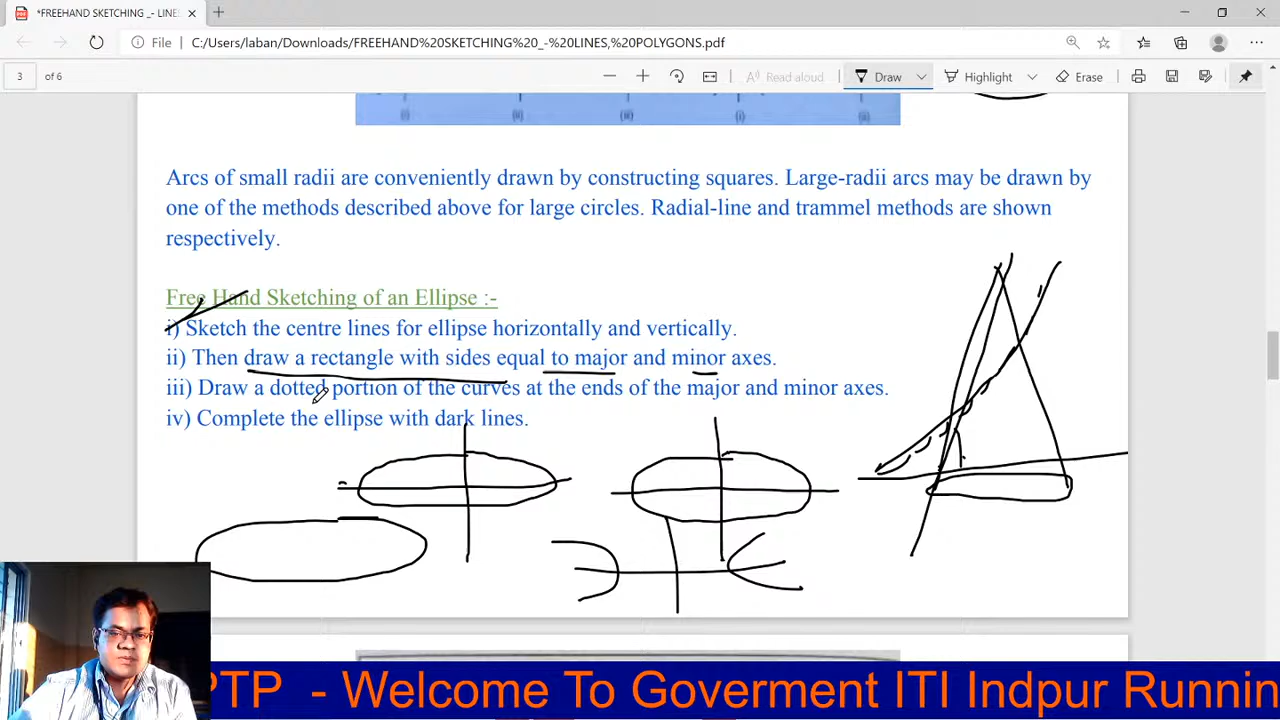 *FREEHAND SKETCHING _- LINE
File
C:/Users/laban/Downloads/FREEHAND%20SKETCHING%20_-%20LINES,%20POLYGONS.pdf
3 of 6
Read aloud
Draw
Highlight
Erase
(i) (ii) (iii) (i) (ii)
Arcs of small radii are conveniently drawn by constructing squares. Large-radii arcs may be drawn by
one of the methods described above for large circles. Radial-line and trammel methods are shown
respectively.
Free Hand Sketching of an Ellipse :-
i) Sketch the centre lines for ellipse horizontally and vertically.
ii) Then draw a rectangle with sides equal to major and minor axes.
iii) Draw a dotted portion of the curves at the ends of the major and minor axes.
iv) Complete the ellipse with dark lines.
PTP - Welcome To Goverment ITI Indpur Runnin